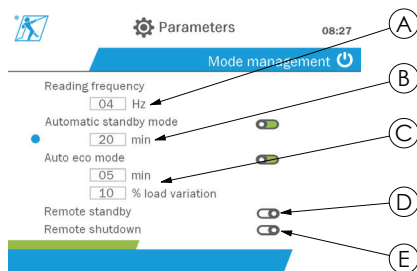 Parameters
08:27
Mode management
Reading frequency
04 Hz
Automatic standby mode
20 min
Auto eco mode
05 min
10 % load variation
Remote standby
Remote shutdown
A
B
C
D
E